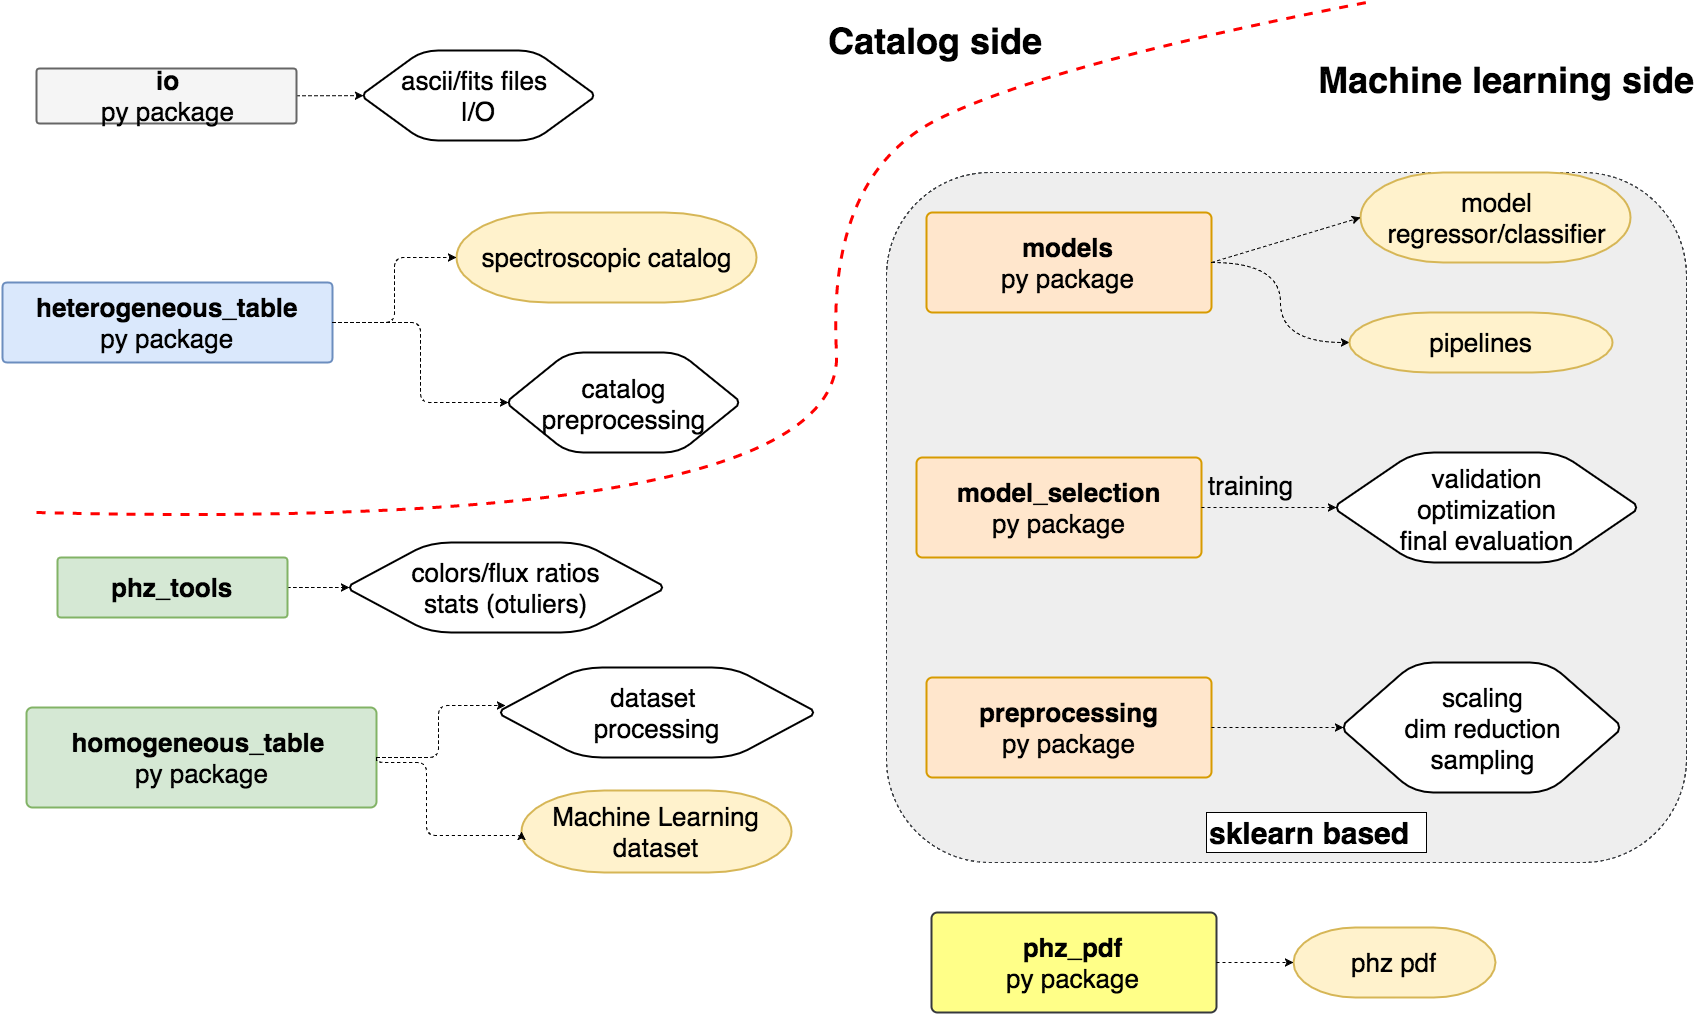 Catalog side
Machine learning side
io
py package
ascii/fits files
I/O
heterogeneous_table
py package
spectroscopic catalog
catalog
preprocessing
phz_tools
colors/flux ratios
stats (otuliers)
homogeneous_table
py package
dataset
processing
Machine Learning
dataset
models
py package
model
regressor/classifier
pipelines
model_selection
py package
training
validation
optimization
final evaluation
preprocessing
py package
scaling
dim reduction
sampling
sklearn based
phz_pdf
py package
phz pdf